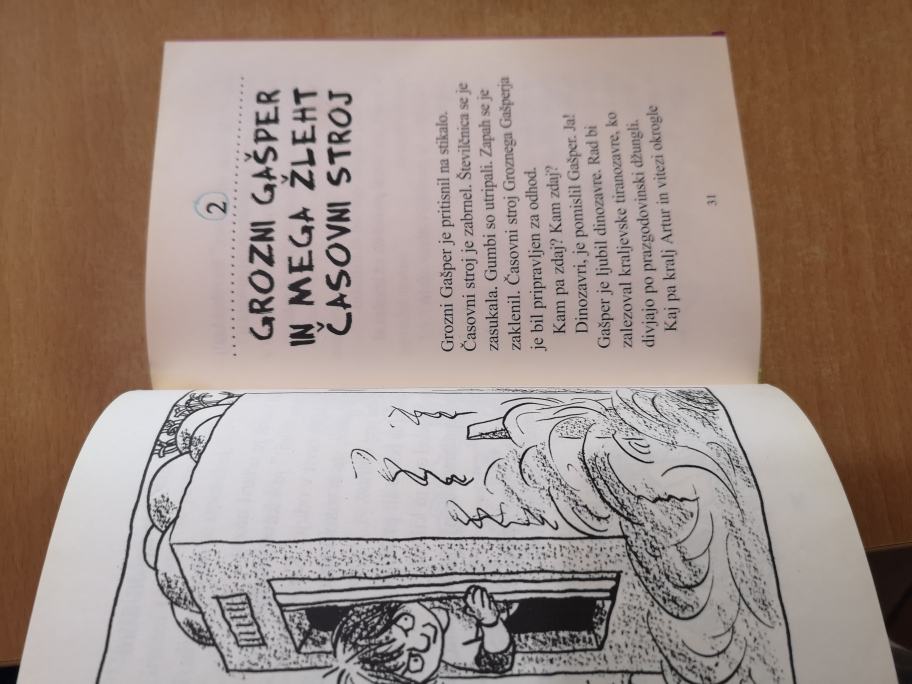 2
GROZNI GAŠPER
IN MEGA ŽLEHT
ČASOVNI STROJ
Grozni Gašper je pritisnil na stikalo.
Časovni stroj je zabrnel. Številčnica se je
zasukala. Gumbi so utripali. Zapah se je
zaklenil. Časovni stroj Groznega Gašperja
je bil pripravljen za odhod.
Kam pa zdaj? Kam zdaj?
Dinozavri, je pomislil Gašper. Ja!
Gašper je ljubil dinozavre. Rad bi
zalezoval kraljevske tiranozavre, ko
divjajo po prazgodovinski džungli.
Kaj pa kralj Artur in vitezi okrogle
31